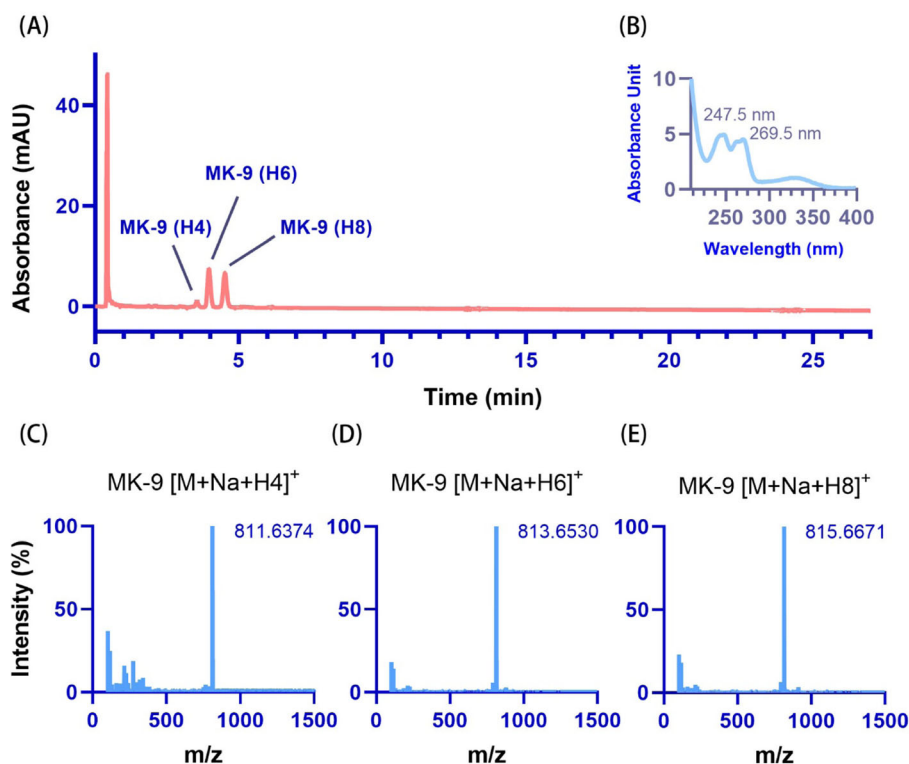 (A)
(B)
Absorbance (mAU)
40
20
0
MK-9 (H6)
MK-9 (H4)
MK-9 (H8)
0 5 10 15 20 25
Time (min)
Absorbance Unit
10
5
0
247.5 nm
269.5 nm
250 300 350 400
Wavelength (nm)
(C)
(D)
(E)
MK-9 [M+Na+H4]+
MK-9 [M+Na+H6]+
MK-9 [M+Na+H8]+
Intensity (%)
100
50
0
811.6374
0 500 1000 1500
m/z
100
50
0
813.6530
0 500 1000 1500
m/z
100
50
0
815.6671
0 500 1000 1500
m/z